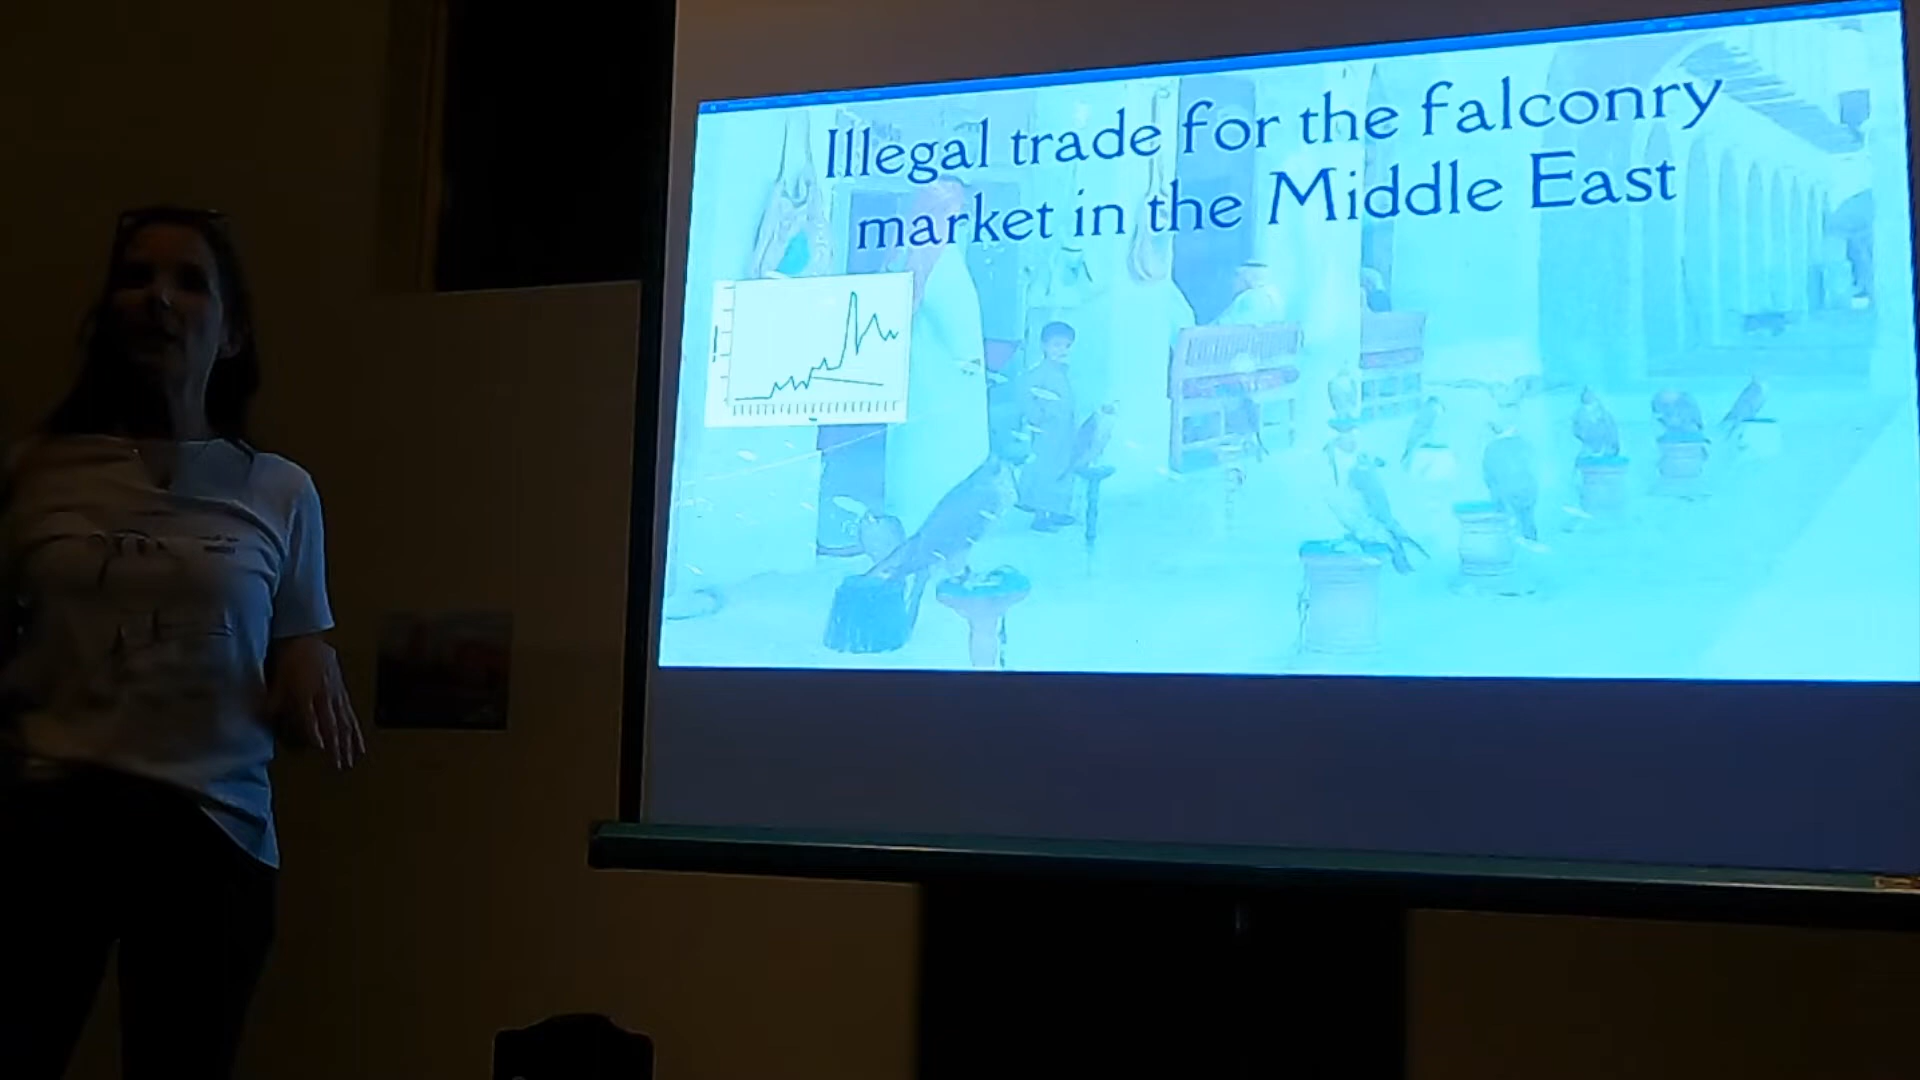 Illegal trade for the falconry
market in the Middle East